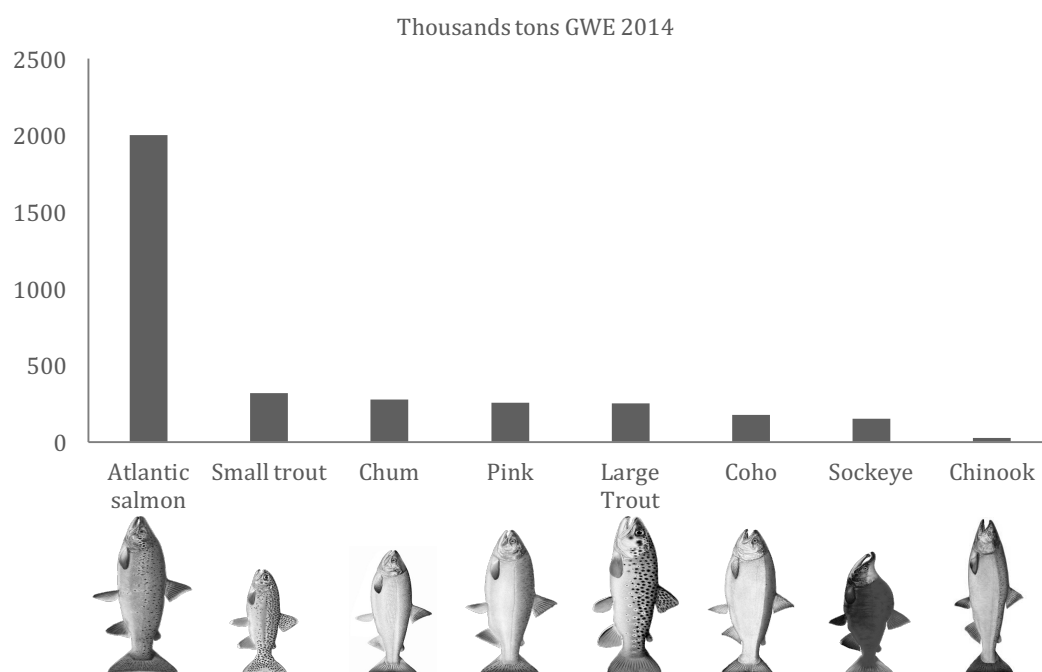 Thousands tons GWE 2014
2500
2000
1500
1000
500
0
Atlantic salmon
Small trout
Chum
Pink
Large Trout
Coho
Sockeye
Chinook